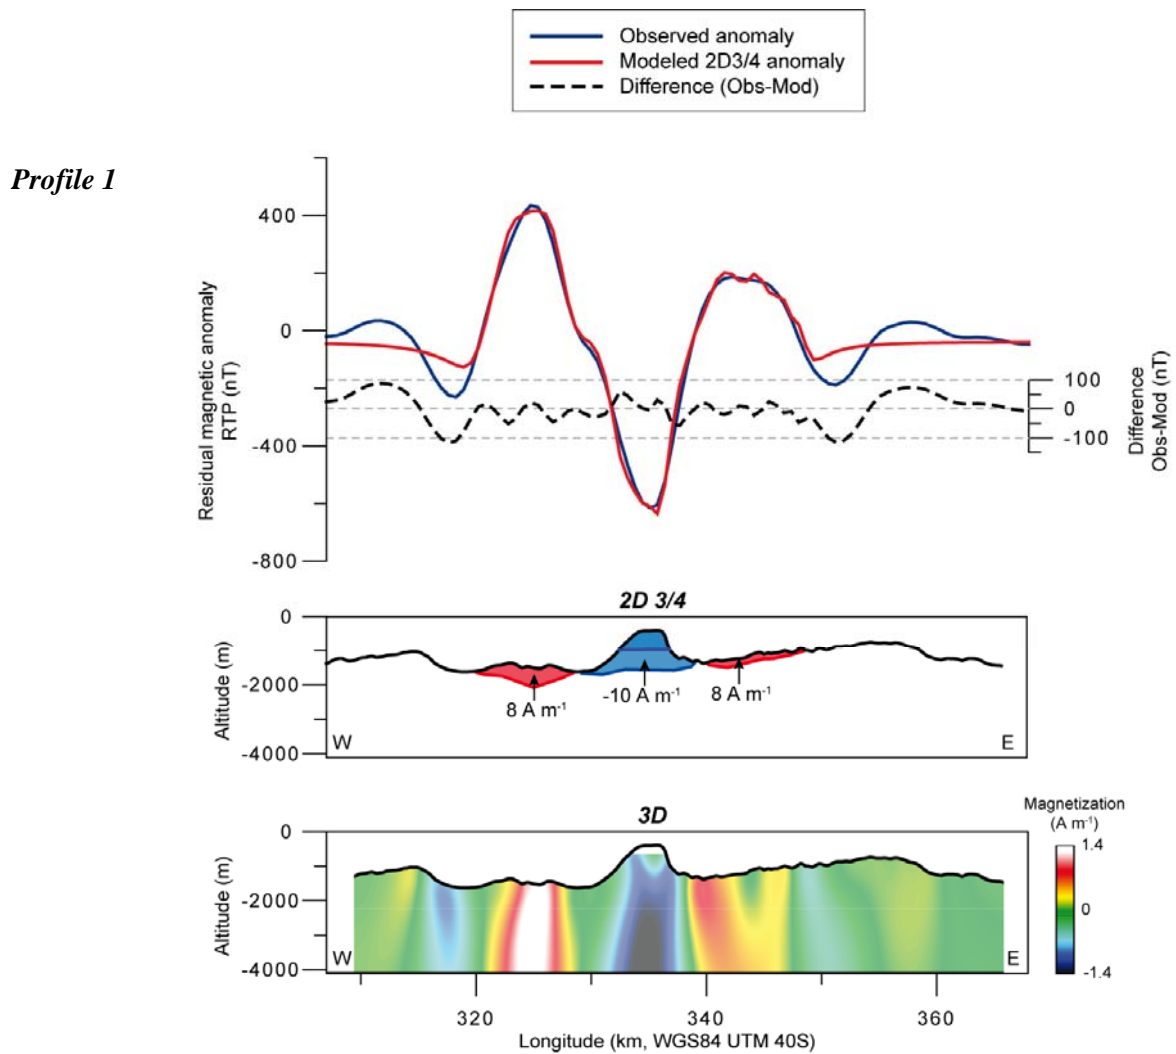 Observed anomaly
Modeled 2D3/4 anomaly
Difference (Obs-Mod)
Profile 1
Residual magnetic anomaly
RTP (nT)
400
0
-400
-800
100
0
-100
Difference
Obs-Mod (nT)
2D 3/4
Altitude (m)
0
-2000
-4000
8 A m-1
-10 A m-1
8 A m-1
W
E
3D
Altitude (m)
0
-2000
-4000
W
E
Magnetization
(A m-1)
1.4
0
-1.4
320
340
360
Longitude (km, WGS84 UTM 40S)